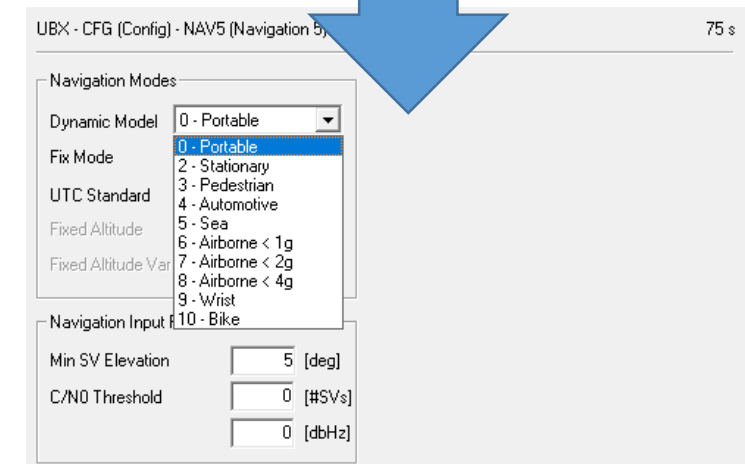 UBX - CFG (Config) - NAV5 (Navigation 5) 75 s
Navigation Modes
Dynamic Model 0 - Portable
0 - Portable
Fix Mode
2 - Stationary
3 - Pedestrian
UTC Standard
4 - Automotive
5 - Sea
Fixed Altitude
6 - Airborne < 1g
Fixed Altitude Var
7 - Airborne < 2g
8 - Airborne < 4g
9 - Wrist
Navigation Input
10 - Bike
Min SV Elevation 5 [deg]
C/N0 Threshold 0 [#SVs]
0 [dbHz]